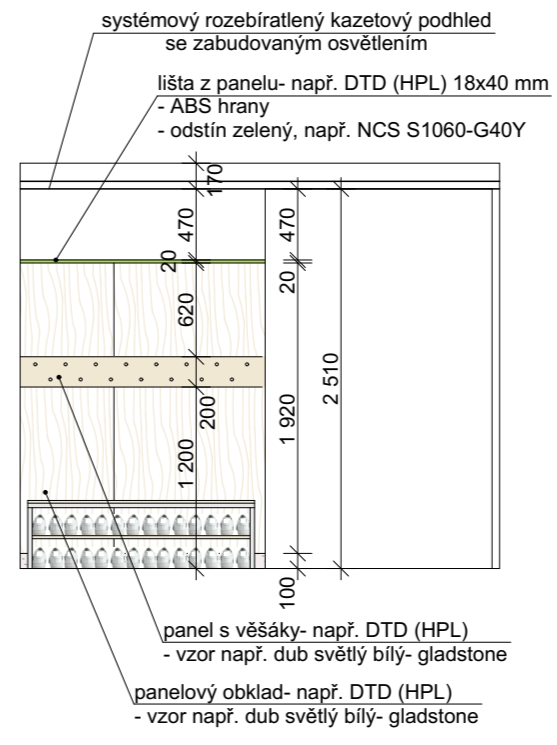 systémový rozebíratlený kazetový podhled
se zabudovaným osvětlením
lišta z panelu- např. DTD (HPL) 18x40 mm
- ABS hrany
- odstín zelený, např. NCS S1060-G40Y
170
470
470
20
20
620
2 510
1 920
200
1 200
100
panel s věšáky- např. DTD (HPL)
- vzor např. dub světlý bílý- gladstone
panelový obklad- např. DTD (HPL)
- vzor např. dub světlý bílý- gladstone